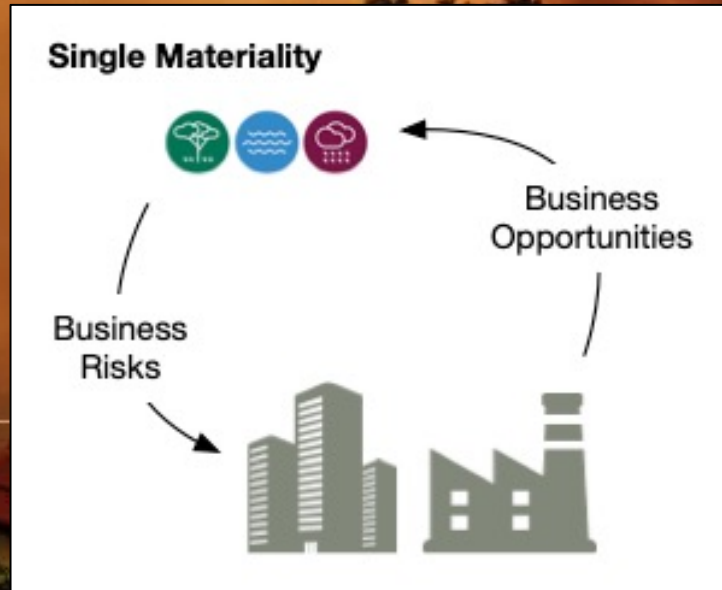 Single Materiality
Business
Opportunities
Business
Risks